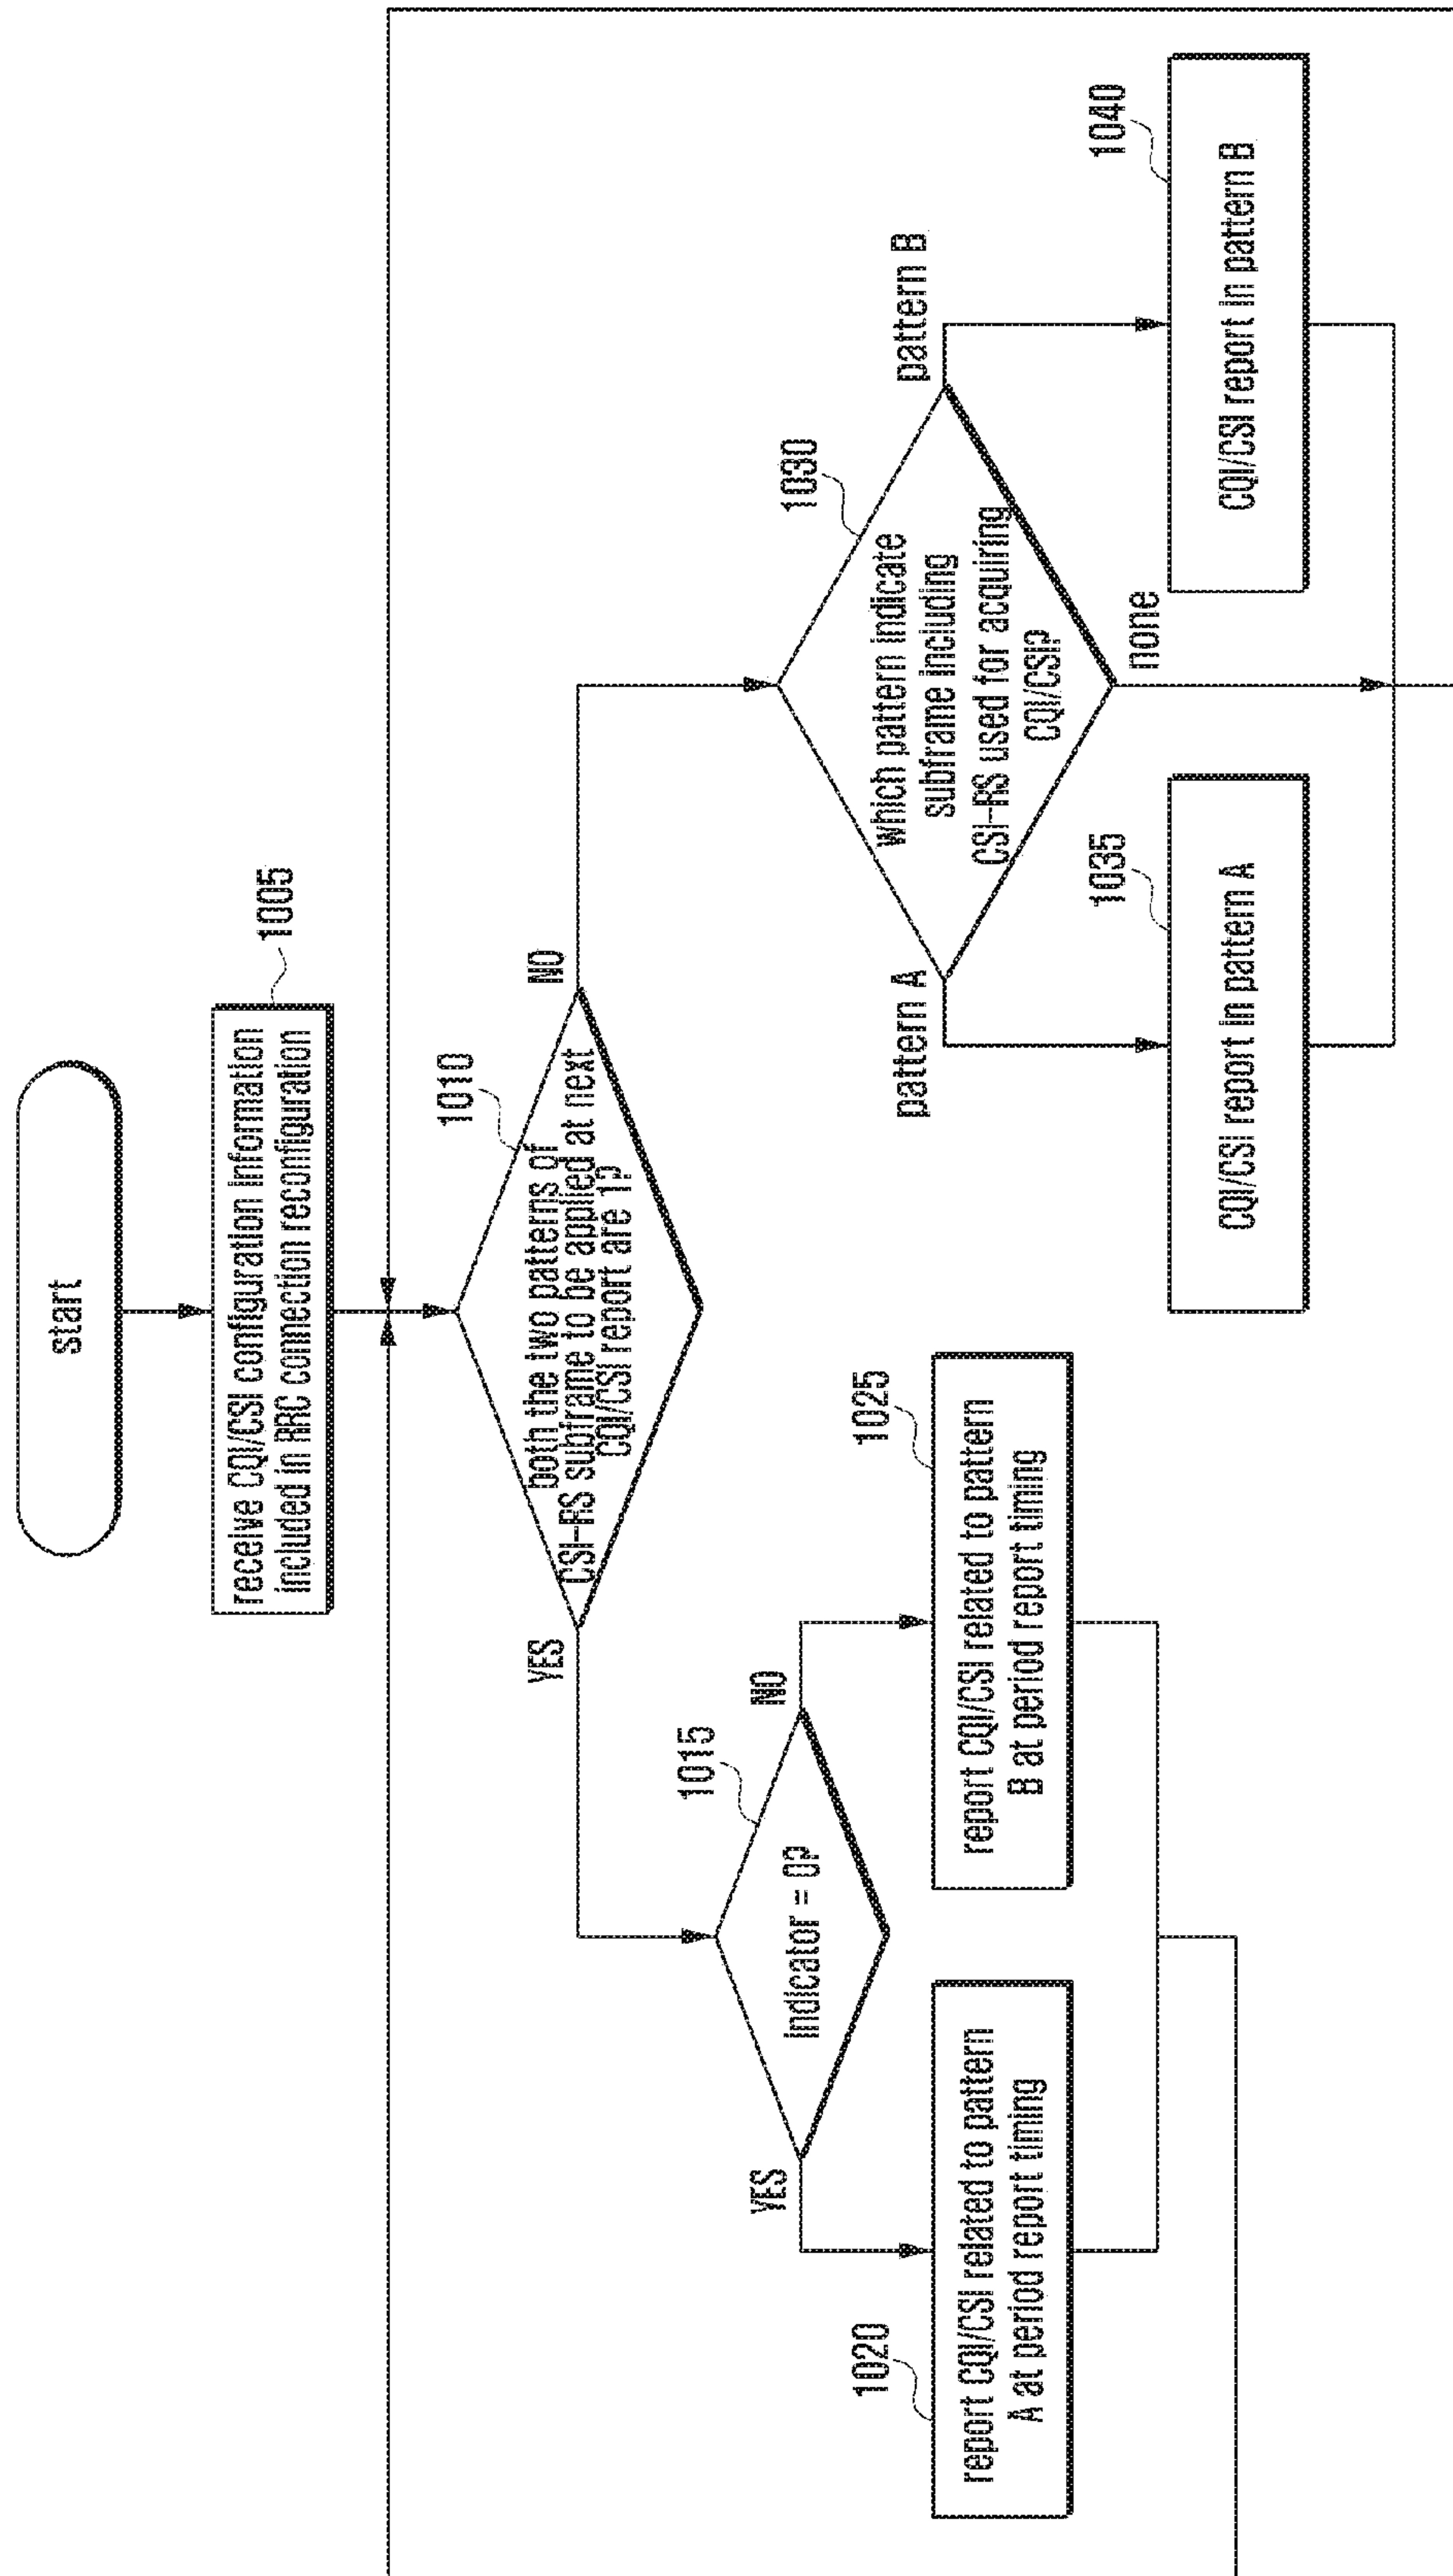 start
1005
receive CQI/CSI configuration information
included in RRC connection reconfiguration
1010
both the two patterns of
CSI-RS subframe to be applied at next
CQI/CSI report are 1?
YES
NO
1015
indicator = 0?
YES
NO
1020
report CQI/CSI related to pattern
A at period report timing
1025
report CQI/CSI related to pattern
B at period report timing
1030
which pattern indicate
subframe including
CSI-RS used for acquiring
CQI/CSI?
pattern A
pattern B
none
1035
CQI/CSI report in pattern A
1040
CQI/CSI report in pattern B